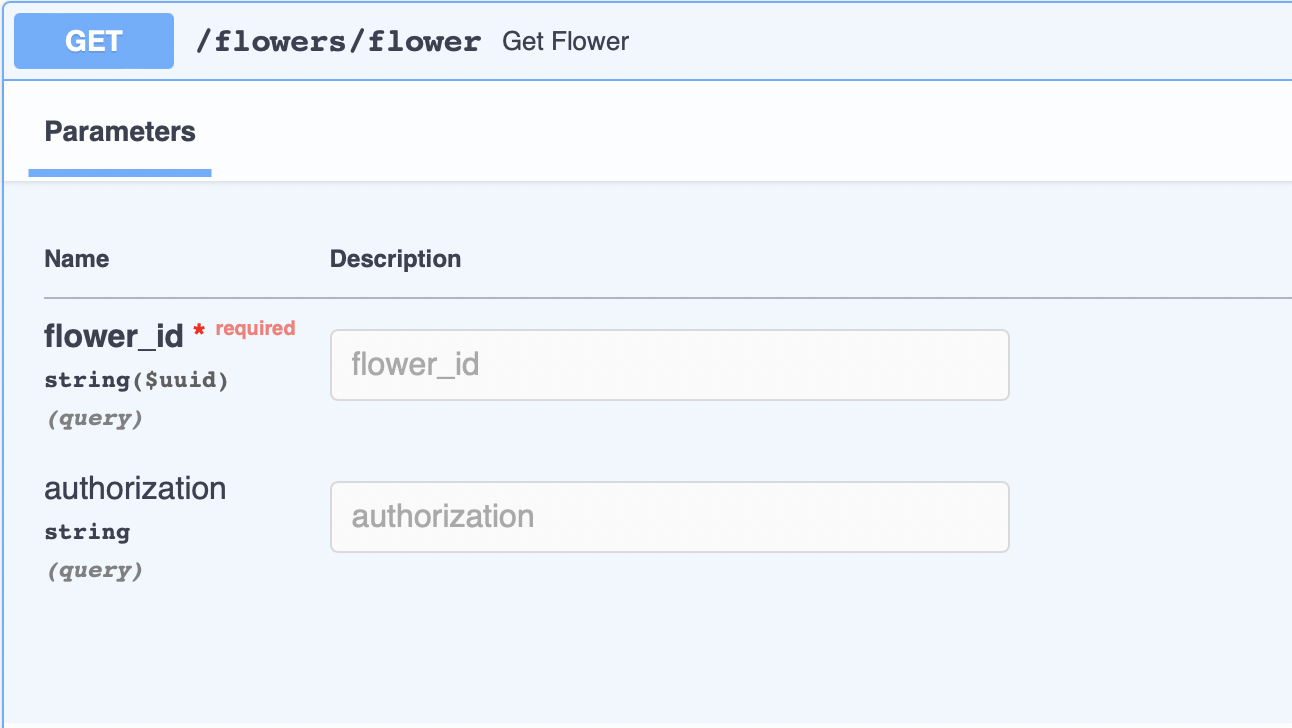 GET /flowers/flower Get Flower
Parameters
Name Description
flower_id * required
flower_id
string($uuid)
(query)
authorization
authorization
string
(query)